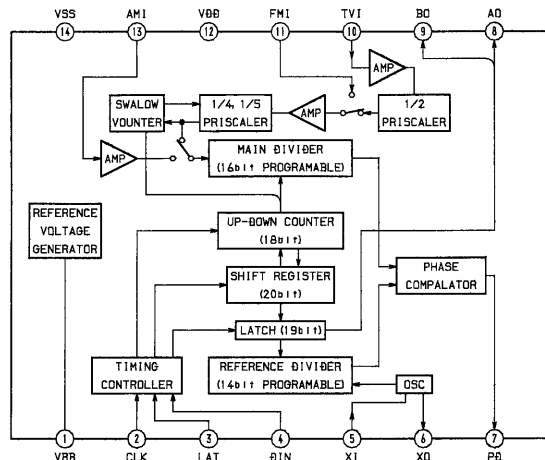 VSS AMI VDD FMI TVI BO AO
14 13 12 11 10 9 8
AMP
SWALOW
VOUNTER
1/4, 1/5
PRISCALER
AMP
1/2
PRISCALER
AMP
MAIN DIVIDER
(16bit PROGRAMABLE)
REFERENCE
VOLTAGE
GENERATOR
UP-DOWN COUNTER
(18bit)
SHIFT REGISTER
(20bit)
PHASE
COMPALATOR
LATCH (19bit)
TIMING
CONTROLLER
REFERENCE DIVIDER
(14bit PROGRAMABLE)
OSC
1 2 3 4 5 6 7
VBB CLK LAT DIN XI XO PD